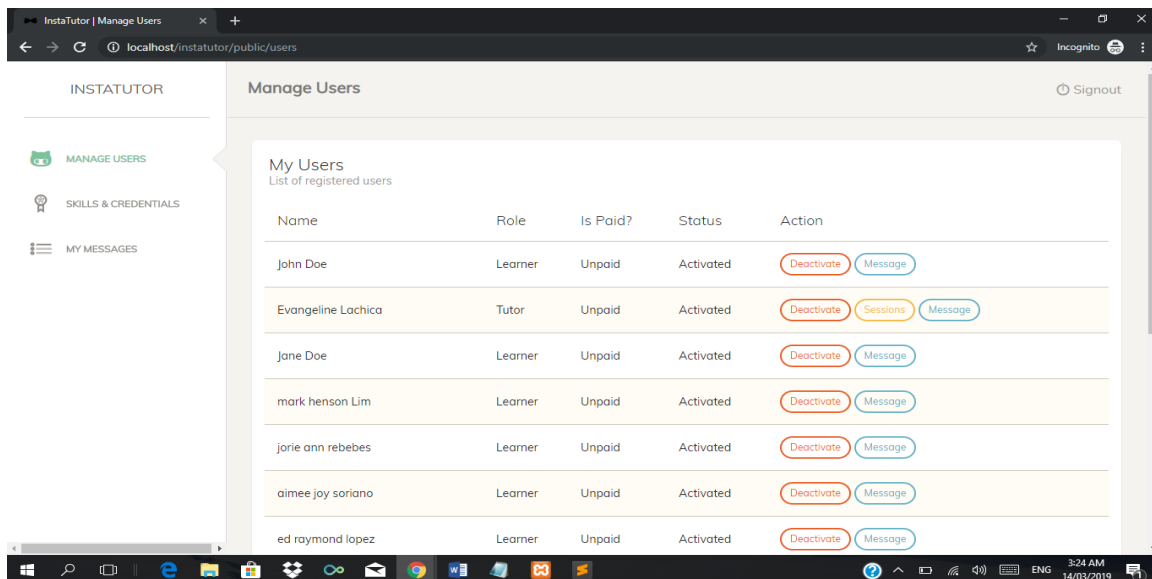 InstaTutor | Manage Users
localhost/instatutor/public/users
Incognito
INSTATUTOR
Manage Users
Signout
MANAGE USERS
SKILLS & CREDENTIALS
MY MESSAGES
My Users
List of registered users
Name Role Is Paid? Status Action
John Doe Learner Unpaid Activated Deactivate Message
Evangeline Lachica Tutor Unpaid Activated Deactivate Sessions Message
Jane Doe Learner Unpaid Activated Deactivate Message
mark henson Lim Learner Unpaid Activated Deactivate Message
jorie ann rebebes Learner Unpaid Activated Deactivate Message
aimee joy soriano Learner Unpaid Activated Deactivate Message
ed raymond lopez Learner Unpaid Activated Deactivate Message
ENG
3:24 AM
14/03/2019